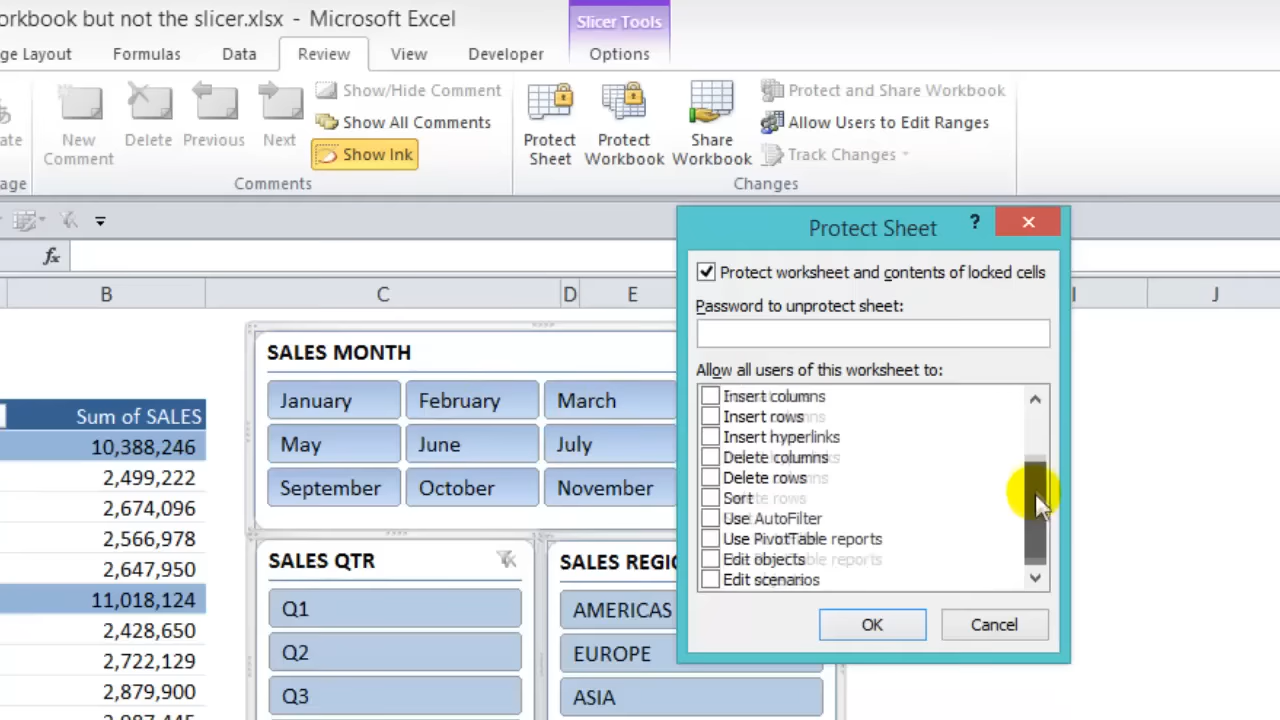 orkbook but not the slicer.xlsx - Microsoft Excel
Slicer Tools
ge Layout Formulas Data Review View Developer Options
New Comment
Delete
Previous
Next
Show/Hide Comment
Show All Comments
Show Ink
Protect Sheet
Protect Workbook
Share Workbook
Protect and Share Workbook
Allow Users to Edit Ranges
Track Changes
ate
age
Comments
Changes
fx
B C D E I J
Protect Sheet
?
Protect worksheet and contents of locked cells
Password to unprotect sheet:
Allow all users of this worksheet to:
Insert columns
Insert rows
Insert hyperlinks
Delete columns
Delete rows
Sort
Use AutoFilter
Use PivotTable reports
Edit objects
Edit scenarios
OK Cancel
SALES MONTH
January February March
May June July
September October November
SALES QTR
Q1
Q2
Q3
SALES REGI
AMERICAS
EUROPE
ASIA
Sum of SALES
10,388,246
2,499,222
2,674,096
2,566,978
2,647,950
11,018,124
2,428,650
2,722,129
2,879,900